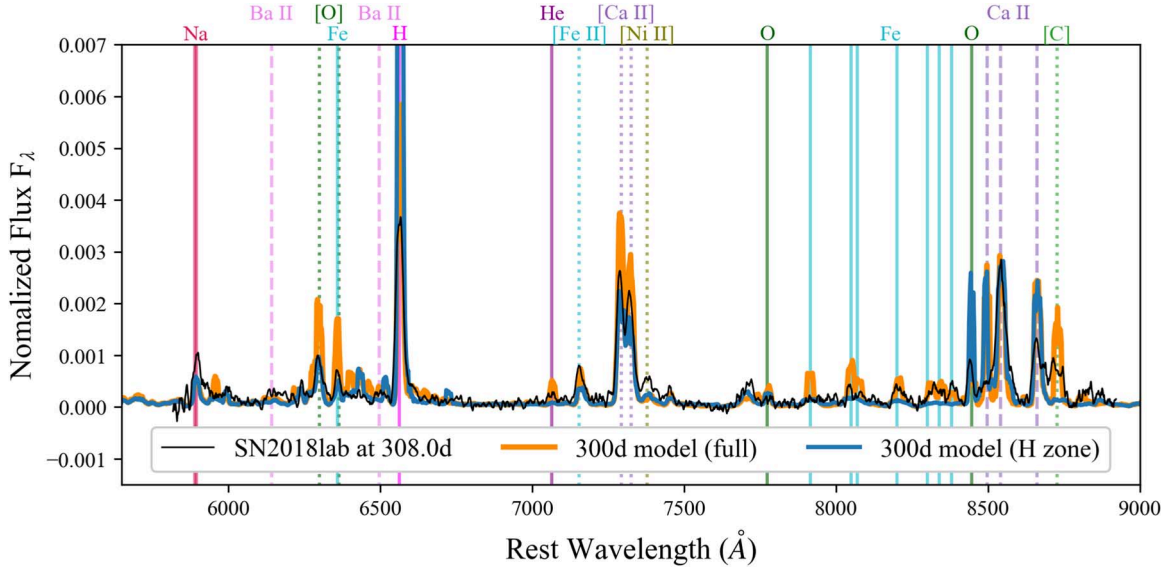 Ba II [O] Ba II [Ca II] Ca II
Na Fe H He [Fe II] [Ni II] O Fe O [C]
0.007
0.006
0.005
0.004
0.003
0.002
0.001
0.000
−0.001
Nomalized Flux F_λ
SN2018lab at 308.0d 300d model (full) 300d model (H zone)
6000 6500 7000 7500 8000 8500 9000
Rest Wavelength (Å)